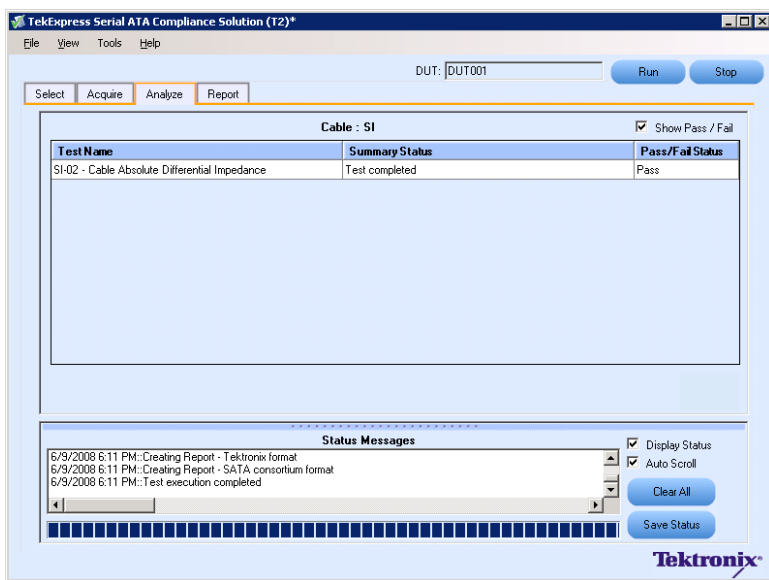 TekExpress Serial ATA Compliance Solution (T2)*
File View Tools Help
DUT: DUT001 Run Stop
Select Acquire Analyze Report
Cable : SI Show Pass / Fail
Test Name Summary Status Pass/Fail Status
SI-02 - Cable Absolute Differential Impedance Test completed Pass
Status Messages
Display Status
6/9/2008 6:11 PM::Creating Report - Tektronix format
6/9/2008 6:11 PM::Creating Report - SATA consortium format
Auto Scroll
6/9/2008 6:11 PM::Test execution completed
Clear All
Save Status
Tektronix